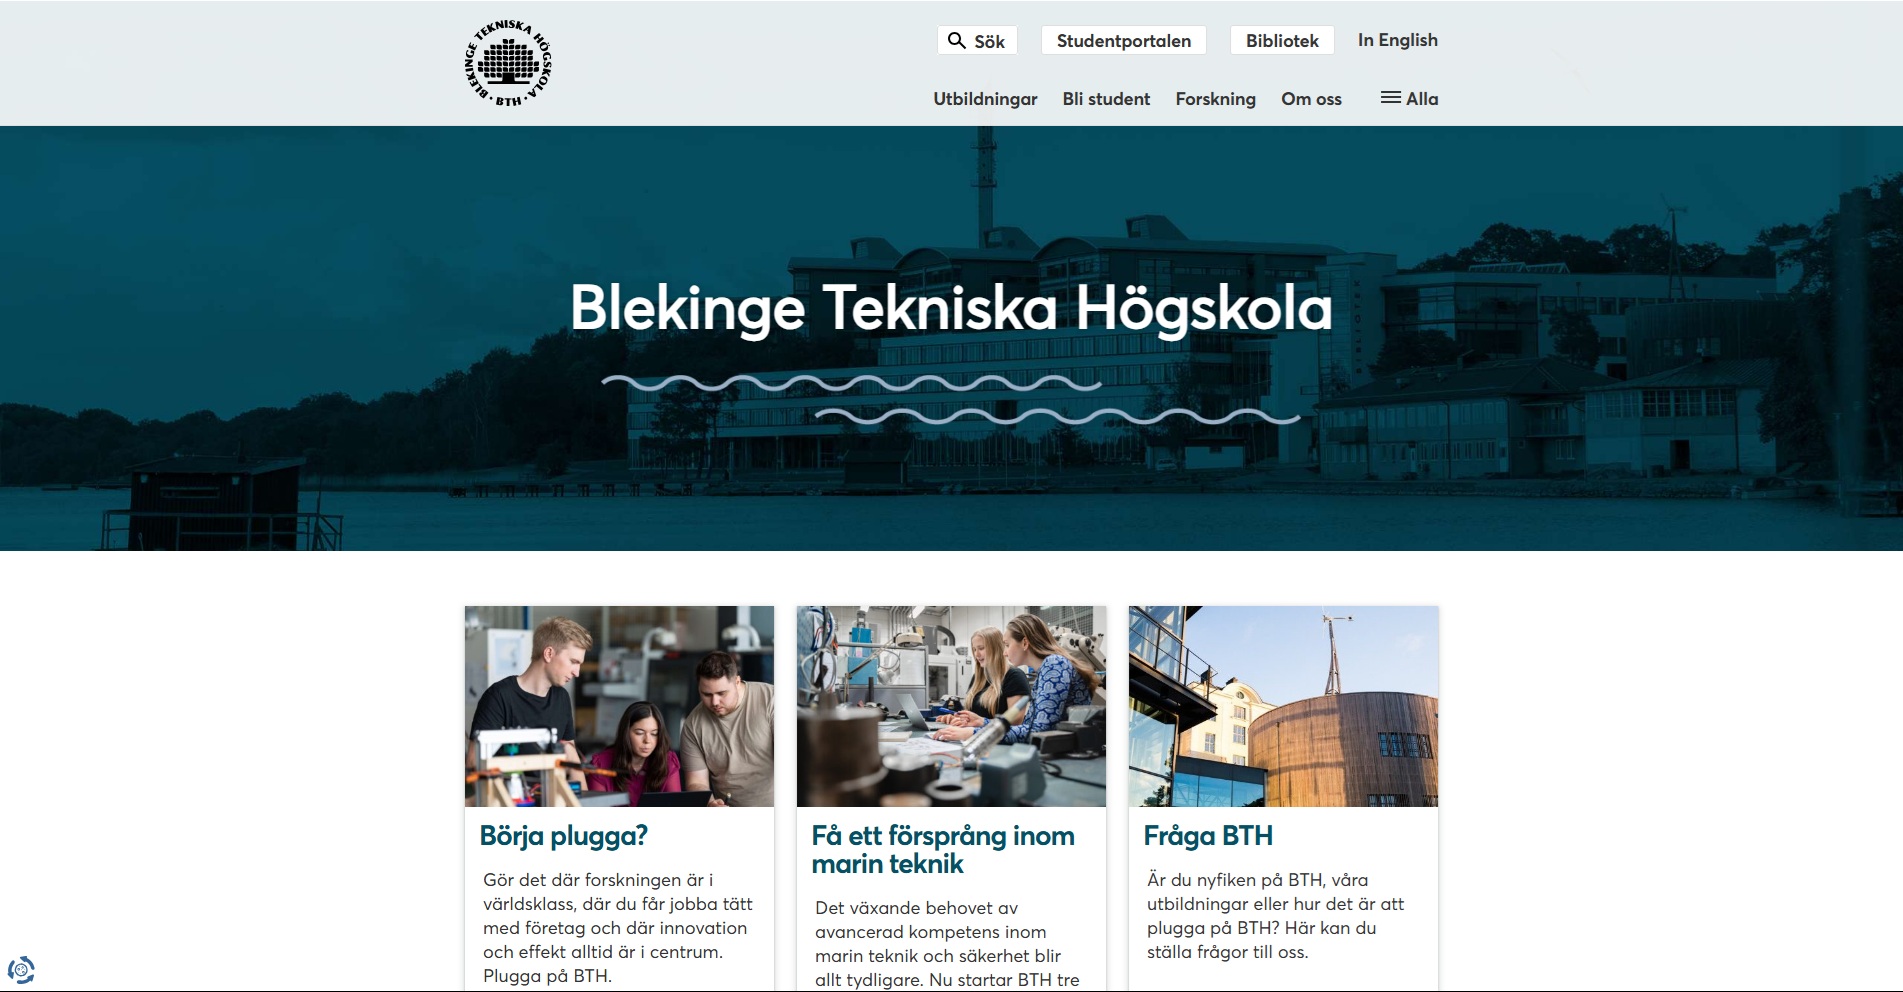 BLEKINGE TEKNISKA HÖGSKOLA · BTH ·
Sök
Studentportalen
Bibliotek
In English
Utbildningar
Bli student
Forskning
Om oss
Alla
Blekinge Tekniska Högskola
Börja plugga?
Gör det där forskningen är i
världsklass, där du får jobba tätt
med företag och där innovation
och effekt alltid är i centrum.
Plugga på BTH.
Få ett försprång inom
marin teknik
Det växande behovet av
avancerad kompetens inom
marin teknik och säkerhet blir
allt tydligare. Nu startar BTH tre
Fråga BTH
Är du nyfiken på BTH, våra
utbildningar eller hur det är att
plugga på BTH? Här kan du
ställa frågor till oss.